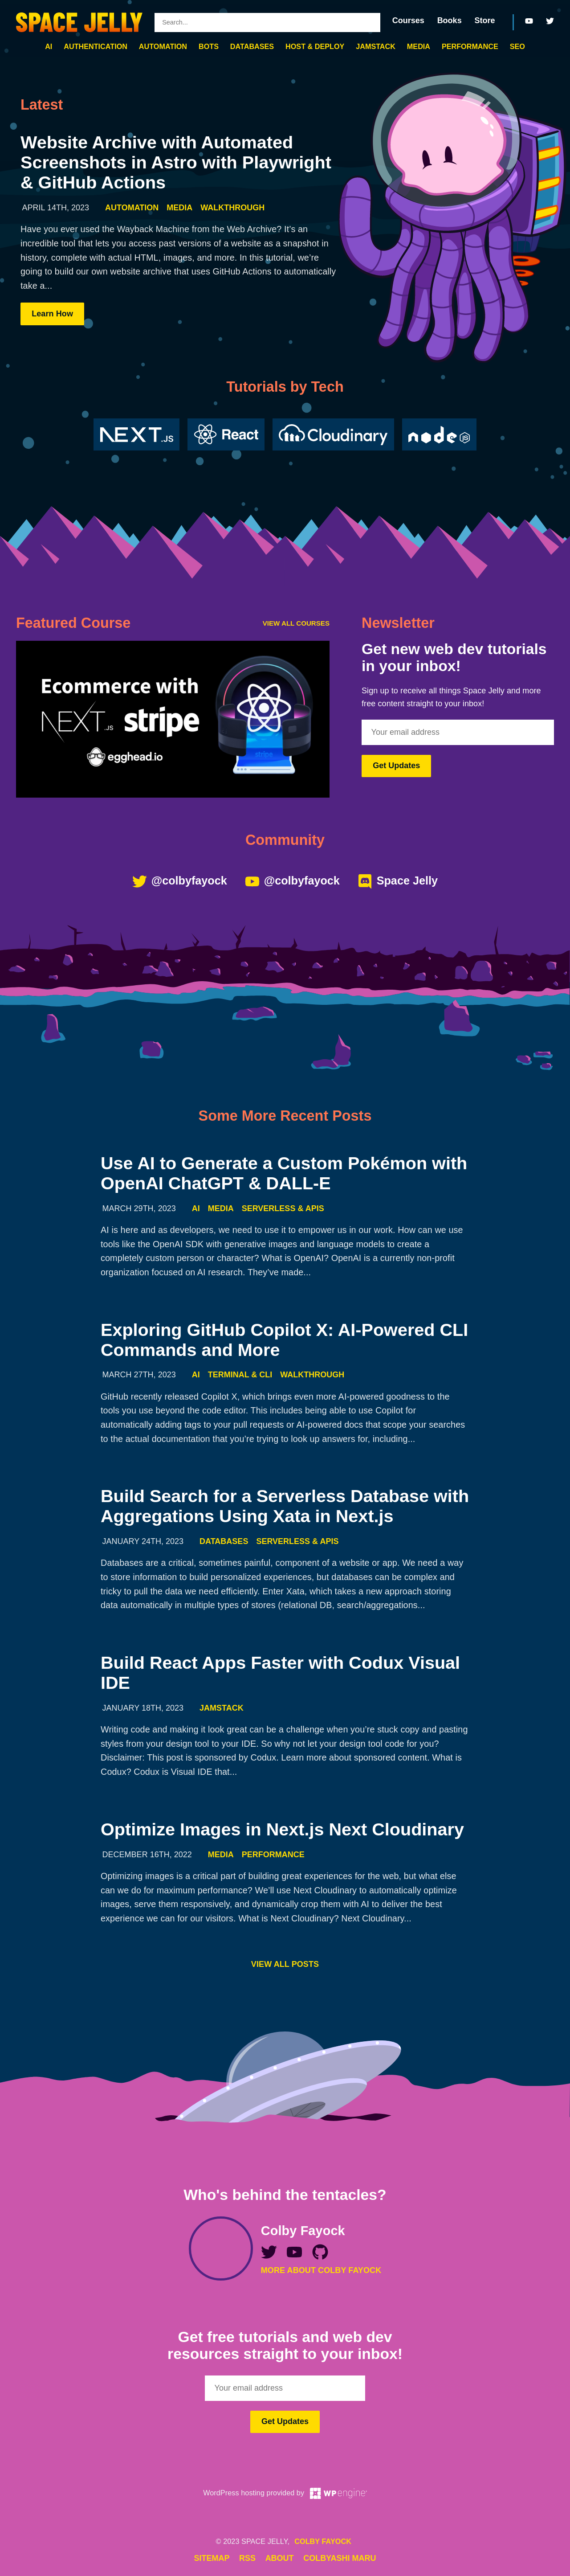 SPACE JELLY
Search...
Courses Books Store
AI AUTHENTICATION AUTOMATION BOTS DATABASES HOST & DEPLOY JAMSTACK MEDIA PERFORMANCE SEO
Latest
Website Archive with Automated
Screenshots in Astro with Playwright
& GitHub Actions
APRIL 14TH, 2023 AUTOMATION MEDIA WALKTHROUGH
Have you ever used the Wayback Machine from the Web Archive? It's an
incredible tool that lets you access past versions of a website as a snapshot in
history, complete with actual HTML, images, and more. In this tutorial, we're
going to build our own website archive that uses GitHub Actions to automatically
take a...
Learn How
Tutorials by Tech
NEXT.JS React Cloudinary node JS
Featured Course
VIEW ALL COURSES
Ecommerce with
NEXT.JS stripe
egghead.io
Newsletter
Get new web dev tutorials
in your inbox!
Sign up to receive all things Space Jelly and more
free content straight to your inbox!
Your email address
Get Updates
Community
@colbyfayock @colbyfayock Space Jelly
Some More Recent Posts
Use AI to Generate a Custom Pokémon with
OpenAI ChatGPT & DALL-E
MARCH 29TH, 2023 AI MEDIA SERVERLESS & APIS
AI is here and as developers, we need to use it to empower us in our work. How can we use
tools like the OpenAI SDK with generative images and language models to create a
completely custom person or character? What is OpenAI? OpenAI is a currently non-profit
organization focused on AI research. They've made...
Exploring GitHub Copilot X: AI-Powered CLI
Commands and More
MARCH 27TH, 2023 AI TERMINAL & CLI WALKTHROUGH
GitHub recently released Copilot X, which brings even more AI-powered goodness to the
tools you use beyond the code editor. This includes being able to use Copilot for
automatically adding tags to your pull requests or AI-powered docs that scope your searches
to the actual documentation that you're trying to look up answers for, including...
Build Search for a Serverless Database with
Aggregations Using Xata in Next.js
JANUARY 24TH, 2023 DATABASES SERVERLESS & APIS
Databases are a critical, sometimes painful, component of a website or app. We need a way
to store information to build personalized experiences, but databases can be complex and
tricky to pull the data we need efficiently. Enter Xata, which takes a new approach storing
data automatically in multiple types of stores (relational DB, search/aggregations...
Build React Apps Faster with Codux Visual
IDE
JANUARY 18TH, 2023 JAMSTACK
Writing code and making it look great can be a challenge when you're stuck copy and pasting
styles from your design tool to your IDE. So why not let your design tool code for you?
Disclaimer: This post is sponsored by Codux. Learn more about sponsored content. What is
Codux? Codux is Visual IDE that...
Optimize Images in Next.js Next Cloudinary
DECEMBER 16TH, 2022 MEDIA PERFORMANCE
Optimizing images is a critical part of building great experiences for the web, but what else
can we do for maximum performance? We'll use Next Cloudinary to automatically optimize
images, serve them responsively, and dynamically crop them with AI to deliver the best
experience we can for our visitors. What is Next Cloudinary? Next Cloudinary...
VIEW ALL POSTS
Who's behind the tentacles?
Colby Fayock
MORE ABOUT COLBY FAYOCK
Get free tutorials and web dev
resources straight to your inbox!
Your email address
Get Updates
WordPress hosting provided by WP engine
© 2023 SPACE JELLY, COLBY FAYOCK
SITEMAP RSS ABOUT COLBYASHI MARU